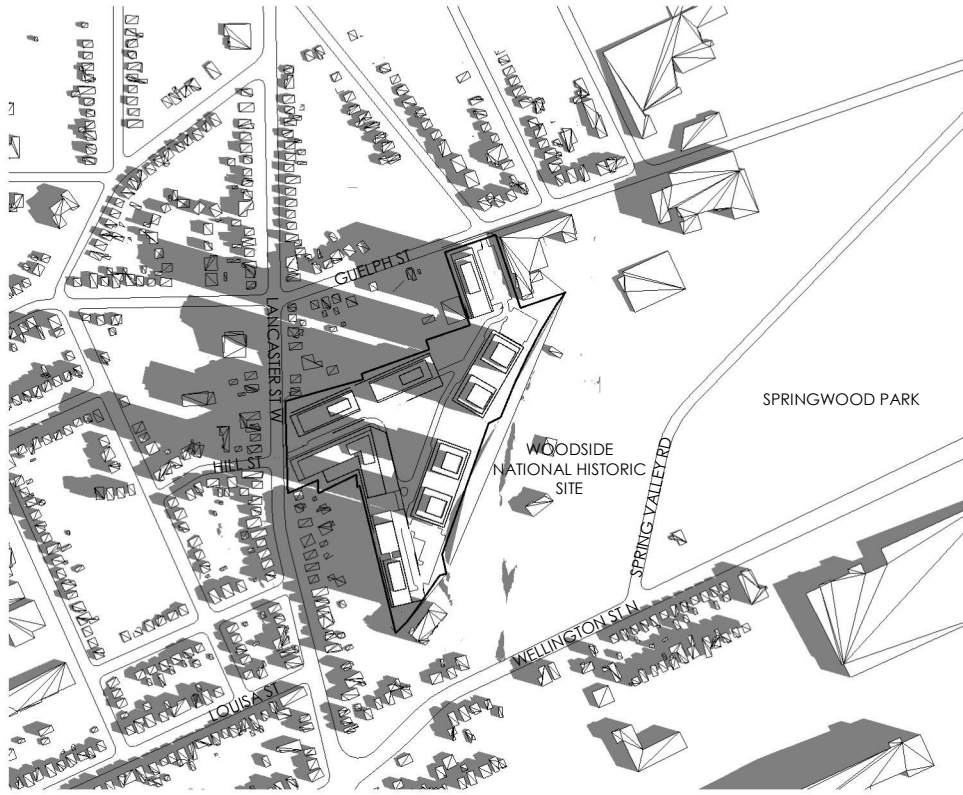 GUELPH ST
LANCASTER ST W
SPRINGWOOD PARK
WOODSIDE
NATIONAL HISTORIC
SITE
HILL ST
SPRING VALLEY RD
WELLINGTON ST N
LOUISA ST